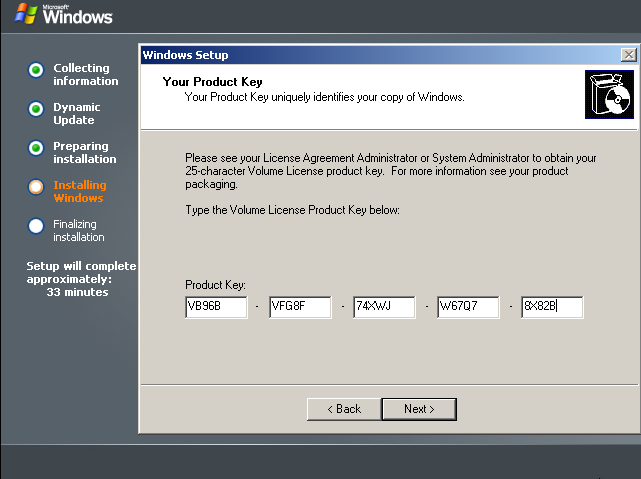 Microsoft
Windows
Collecting
information
Dynamic
Update
Preparing
installation
Installing
Windows
Finalizing
installation
Setup will complete
approximately:
33 minutes
Windows Setup
Your Product Key
Your Product Key uniquely identifies your copy of Windows.
Please see your License Agreement Administrator or System Administrator to obtain your
25-character Volume License product key. For more information see your product
packaging.
Type the Volume License Product Key below:
Product Key:
VB96B - VFG8F - 74XWJ - W67Q7 - 8X82B
< Back Next >